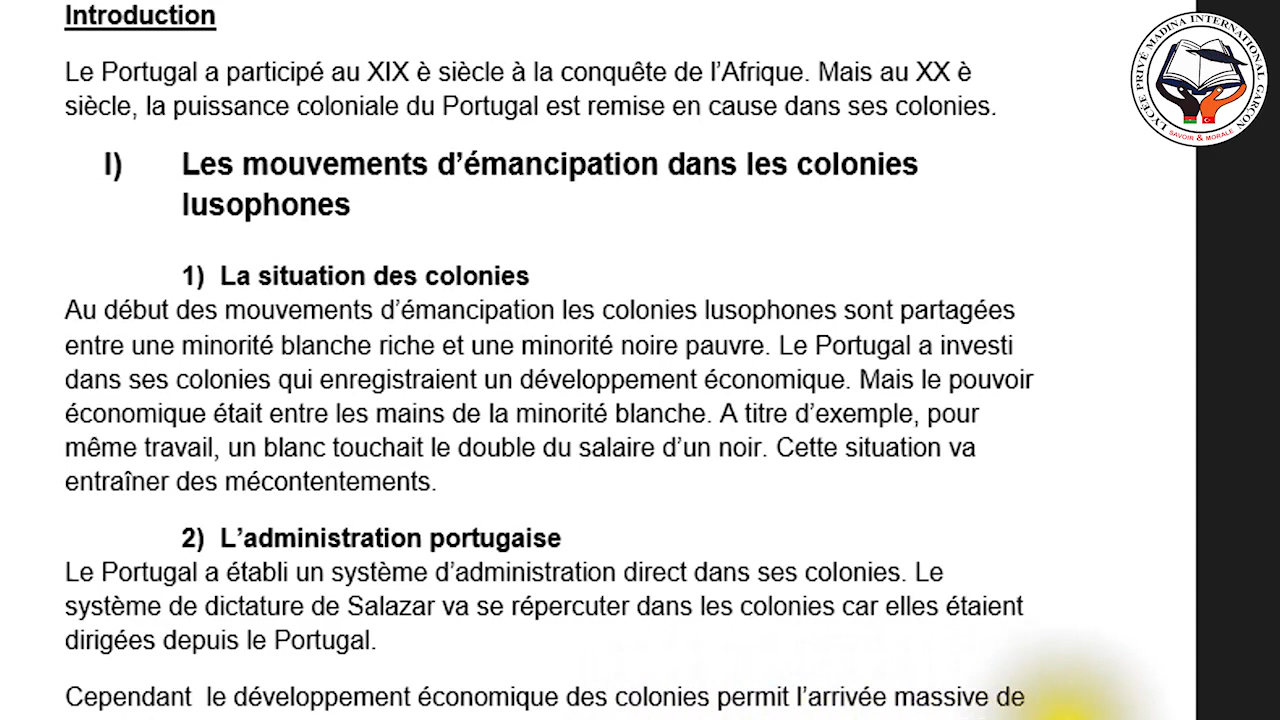 Introduction
Le Portugal a participé au XIX è siècle à la conquête de l’Afrique. Mais au XX è
siècle, la puissance coloniale du Portugal est remise en cause dans ses colonies.
I) Les mouvements d’émancipation dans les colonies
lusophones
1) La situation des colonies
Au début des mouvements d’émancipation les colonies lusophones sont partagées
entre une minorité blanche riche et une minorité noire pauvre. Le Portugal a investi
dans ses colonies qui enregistraient un développement économique. Mais le pouvoir
économique était entre les mains de la minorité blanche. A titre d’exemple, pour
même travail, un blanc touchait le double du salaire d’un noir. Cette situation va
entraîner des mécontentements.
2) L’administration portugaise
Le Portugal a établi un système d’administration direct dans ses colonies. Le
système de dictature de Salazar va se répercuter dans les colonies car elles étaient
dirigées depuis le Portugal.
Cependant le développement économique des colonies permit l’arrivée massive de
LYCÉE PRIVÉ MADINA INTERNATIONAL GARÇON
SAVOIR & MORALE